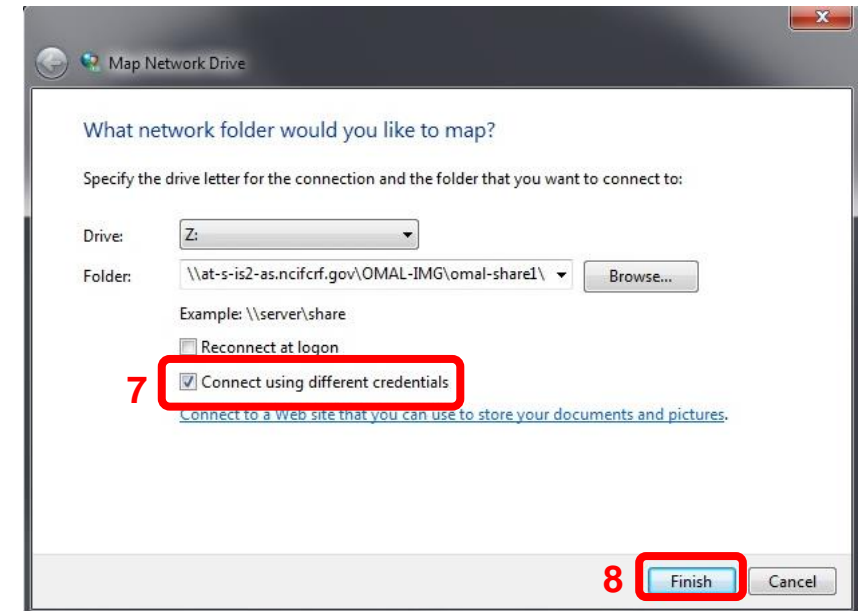 Map Network Drive
What network folder would you like to map?
Specify the drive letter for the connection and the folder that you want to connect to:
Drive: Z:
Folder: \\at-s-is2-as.ncifcrf.gov\OMAL-IMG\omal-share1\ Browse...
Example: \\server\share
Reconnect at logon
7 Connect using different credentials
Connect to a Web site that you can use to store your documents and pictures.
8 Finish Cancel